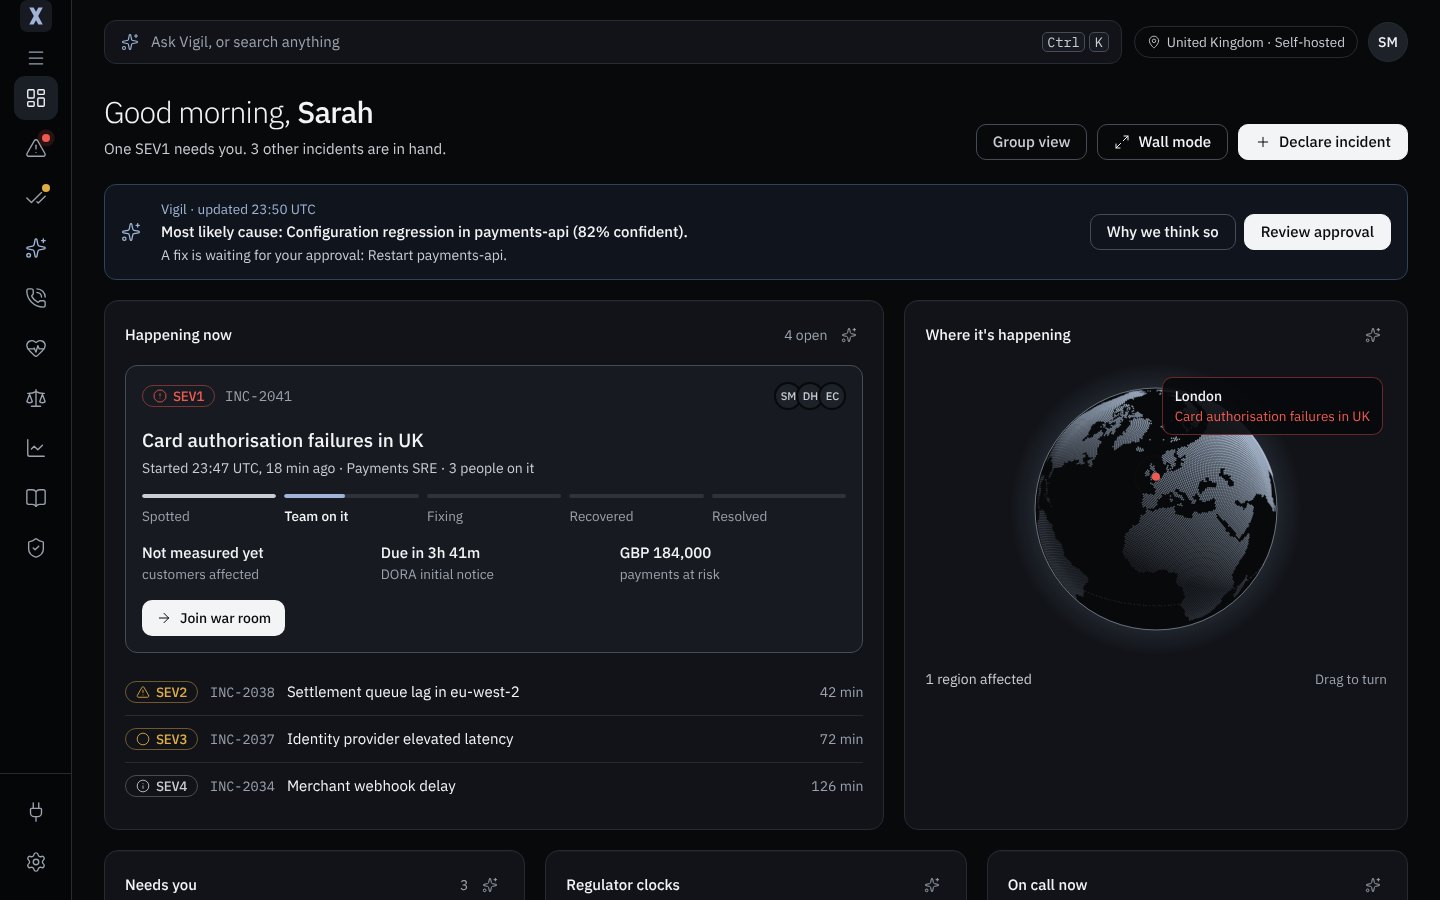 X
Ask Vigil, or search anything
Ctrl K
United Kingdom · Self-hosted
SM
Good morning, Sarah
One SEV1 needs you. 3 other incidents are in hand.
Group view
Wall mode
Declare incident
Vigil · updated 23:50 UTC
Most likely cause: Configuration regression in payments-api (82% confident).
A fix is waiting for your approval: Restart payments-api.
Why we think so
Review approval
Happening now
4 open
SEV1 INC-2041
SM DH EC
Card authorisation failures in UK
Started 23:47 UTC, 18 min ago · Payments SRE · 3 people on it
Spotted Team on it Fixing Recovered Resolved
Not measured yet Due in 3h 41m GBP 184,000
customers affected DORA initial notice payments at risk
Join war room
SEV2 INC-2038 Settlement queue lag in eu-west-2 42 min
SEV3 INC-2037 Identity provider elevated latency 72 min
SEV4 INC-2034 Merchant webhook delay 126 min
Where it's happening
London
Card authorisation failures in UK
1 region affected
Drag to turn
Needs you 3
Regulator clocks
On call now